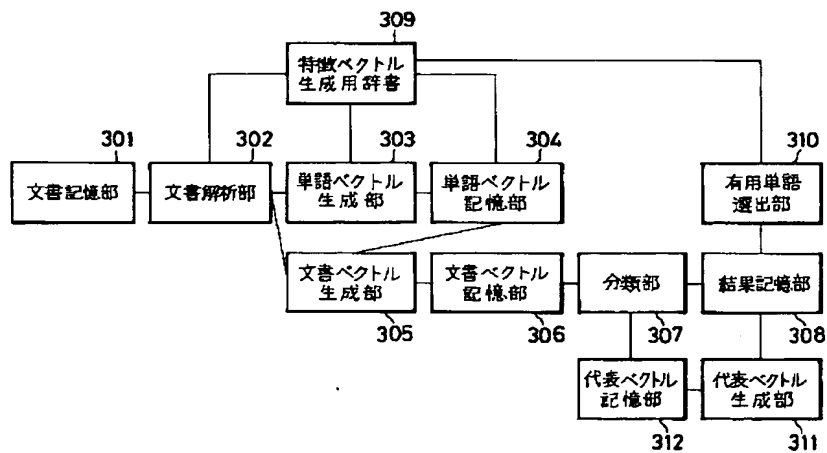 309
特徴ベクトル
生成用辞書
301
302
303
304
310
文書記憶部
文書解析部
単語ベクトル
生成部
単語ベクトル
記憶部
有用単語
選出部
文書ベクトル
生成部
文書ベクトル
記憶部
分類部
結果記憶部
305
306
307
308
代表ベクトル
記憶部
代表ベクトル
生成部
312
311